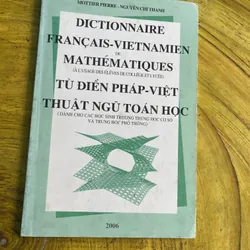 MOTTIER PIERRE - NGUYỄN CHÍ THÀNH
DICTIONNAIRE
FRANÇAIS-VIETNAMIEN
DE
MATHÉMATIQUES
(À L'USAGE DES ÉLÈVES DE COLLÈGE ET LYCÉE)
TỪ ĐIỂN PHÁP-VIỆT
THUẬT NGỮ TOÁN HỌC
(DÀNH CHO CÁC HỌC SINH TRƯỜNG TRUNG HỌC CƠ SỞ
VÀ TRUNG HỌC PHỔ THÔNG)
2006